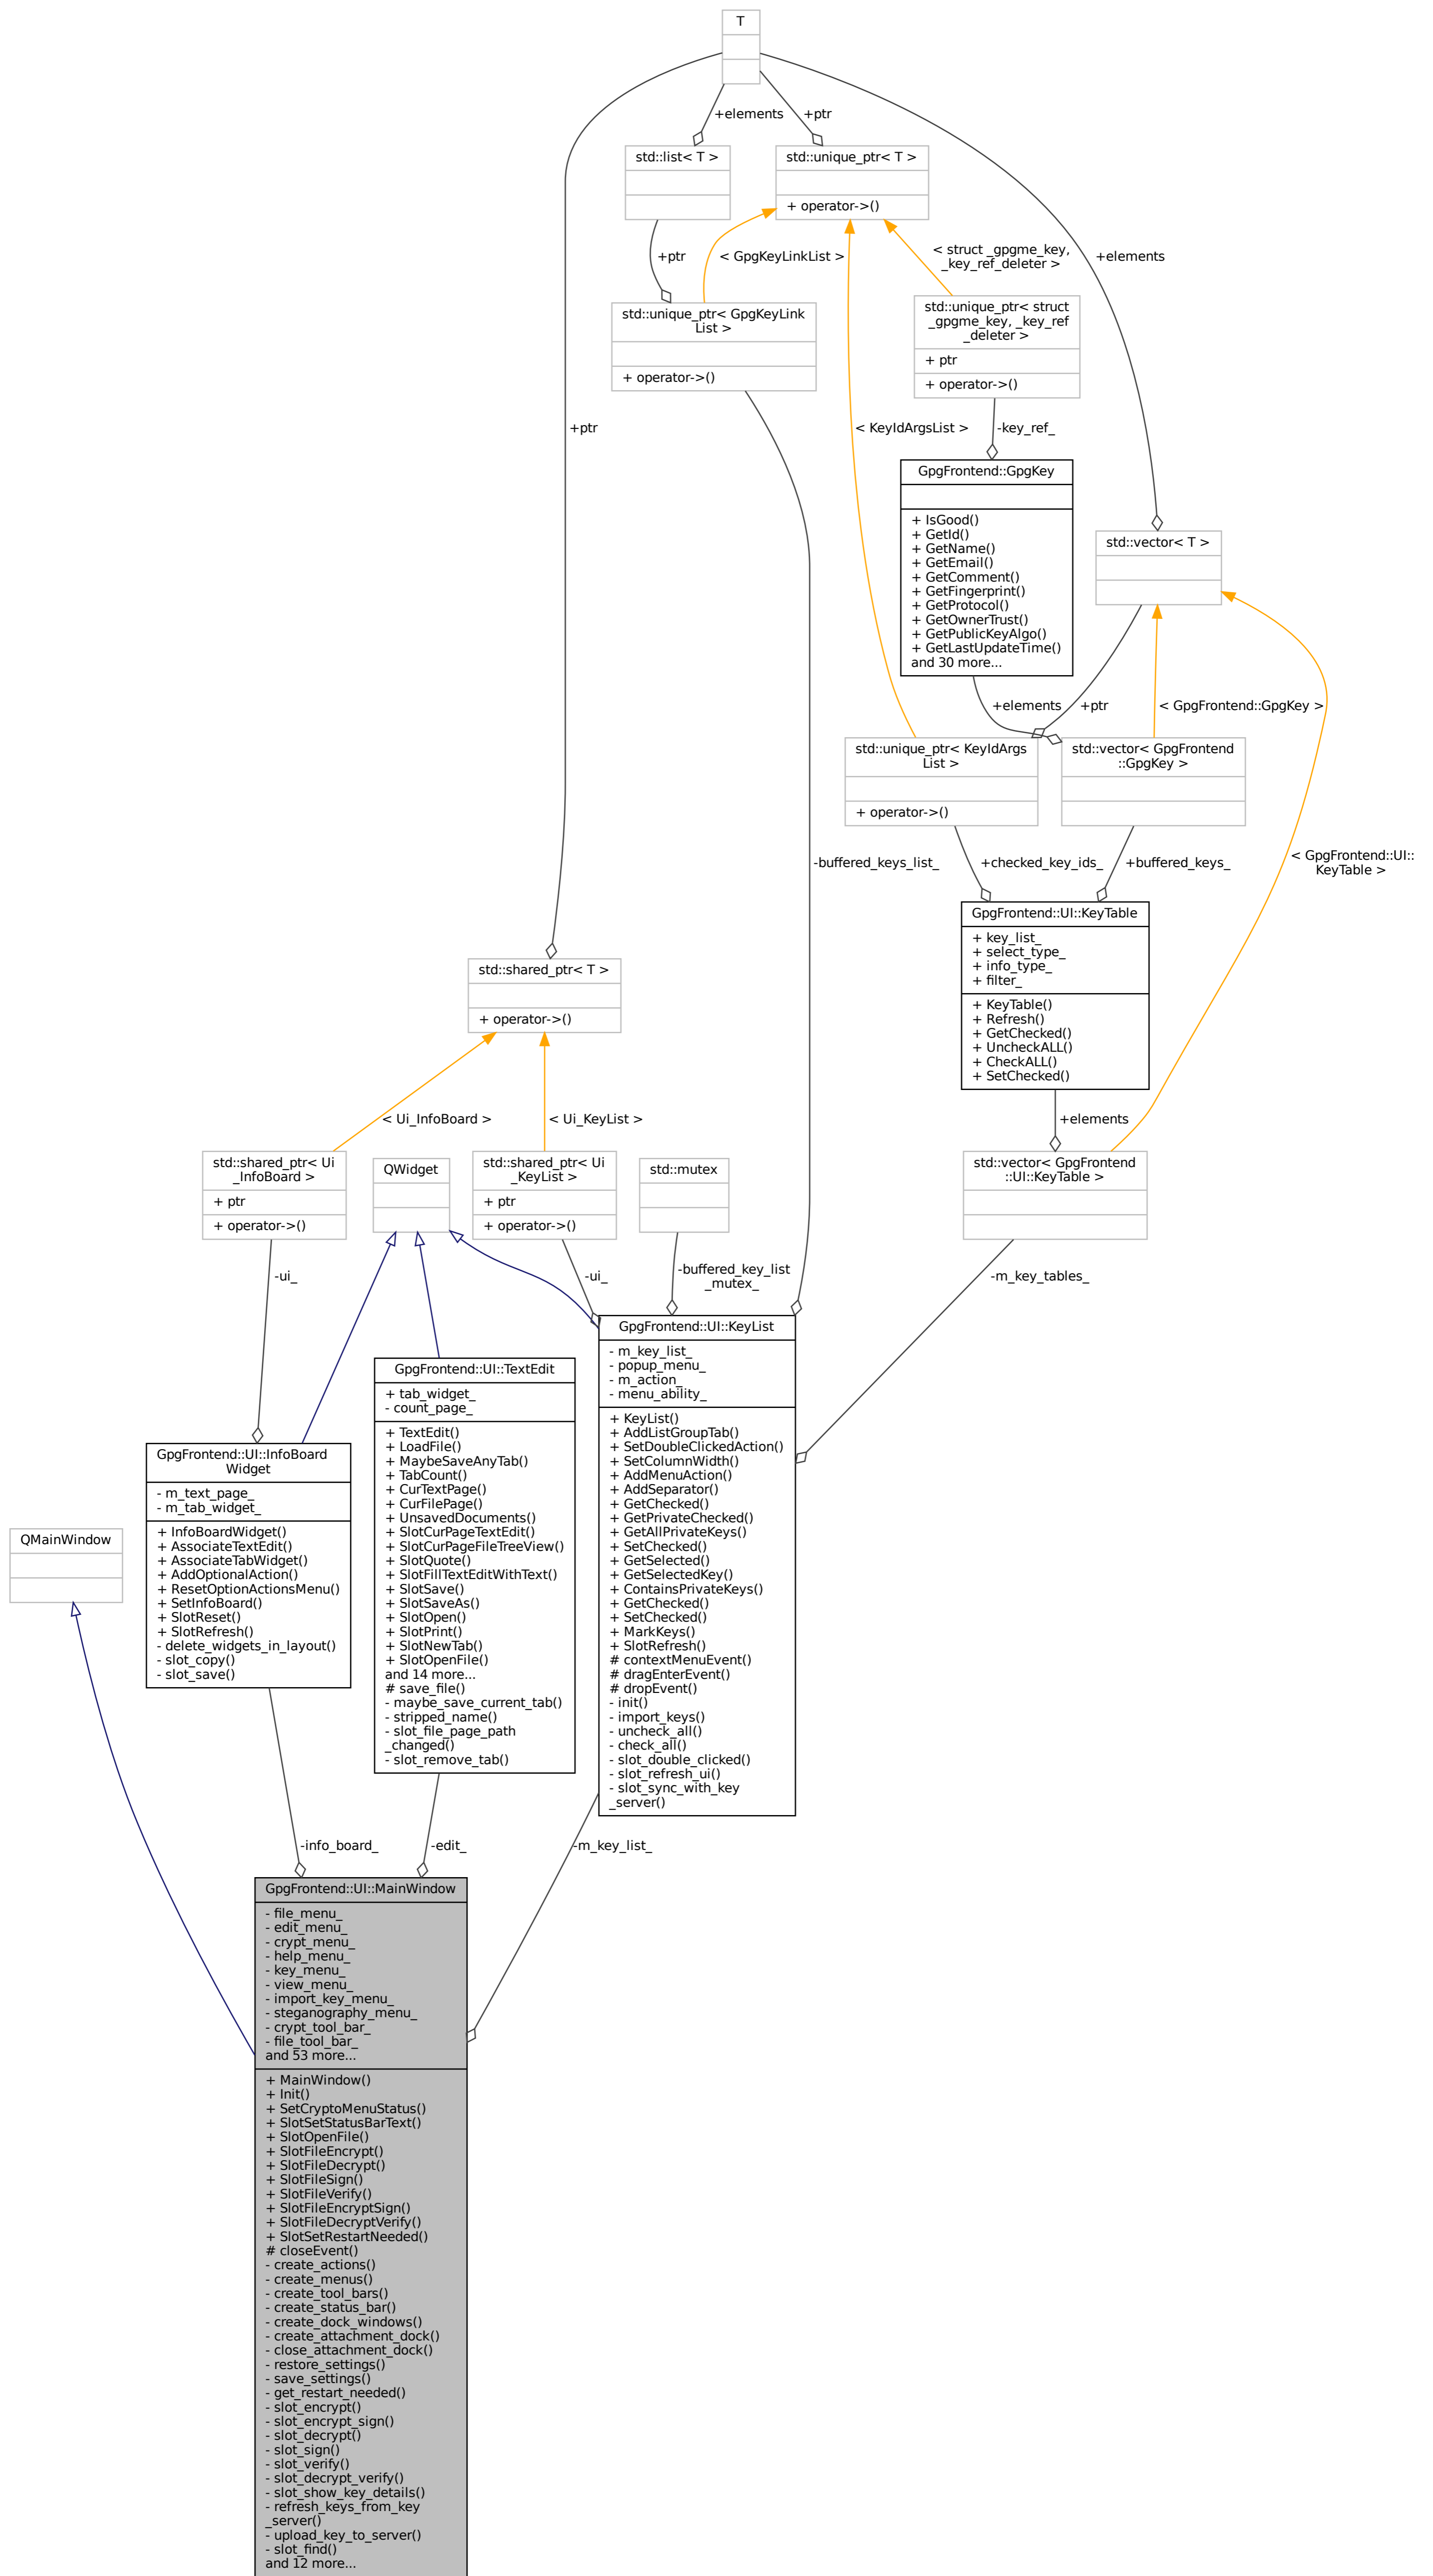 T
+elements
+ptr
std::list< T >
std::unique_ptr< T >
+ operator->()
+ptr
< GpgKeyLinkList >
< struct _gpgme_key,
_key_ref_deleter >
+elements
std::unique_ptr< GpgKeyLink
List >
+ operator->()
std::unique_ptr< struct
_gpgme_key, _key_ref
_deleter >
+ ptr
+ operator->()
+ptr
< KeyIdArgsList >
-key_ref_
GpgFrontend::GpgKey
+ IsGood()
+ GetId()
+ GetName()
+ GetEmail()
+ GetComment()
+ GetFingerprint()
+ GetProtocol()
+ GetOwnerTrust()
+ GetPublicKeyAlgo()
+ GetLastUpdateTime()
and 30 more...
std::vector< T >
+elements
+ptr
< GpgFrontend::GpgKey >
std::unique_ptr< KeyIdArgs
List >
+ operator->()
std::vector< GpgFrontend
::GpgKey >
-buffered_keys_list_
+checked_key_ids_
+buffered_keys_
< GpgFrontend::UI::
KeyTable >
GpgFrontend::UI::KeyTable
+ key_list_
+ select_type_
+ info_type_
+ filter_
+ KeyTable()
+ Refresh()
+ GetChecked()
+ UncheckALL()
+ CheckALL()
+ SetChecked()
std::shared_ptr< T >
+ operator->()
< Ui_InfoBoard >
< Ui_KeyList >
+elements
std::shared_ptr< Ui
_InfoBoard >
+ ptr
+ operator->()
QWidget
std::shared_ptr< Ui
_KeyList >
+ ptr
+ operator->()
std::mutex
std::vector< GpgFrontend
::UI::KeyTable >
-ui_
-ui_
-buffered_key_list
_mutex_
-m_key_tables_
GpgFrontend::UI::KeyList
- m_key_list_
- popup_menu_
- m_action_
- menu_ability_
+ KeyList()
+ AddListGroupTab()
+ SetDoubleClickedAction()
+ SetColumnWidth()
+ AddMenuAction()
+ AddSeparator()
+ GetChecked()
+ GetPrivateChecked()
+ GetAllPrivateKeys()
+ SetChecked()
+ GetSelected()
+ GetSelectedKey()
+ ContainsPrivateKeys()
+ GetChecked()
+ SetChecked()
+ MarkKeys()
+ SlotRefresh()
# contextMenuEvent()
# dragEnterEvent()
# dropEvent()
- init()
- import_keys()
- uncheck_all()
- check_all()
- slot_double_clicked()
- slot_refresh_ui()
- slot_sync_with_key
_server()
GpgFrontend::UI::TextEdit
+ tab_widget_
- count_page_
+ TextEdit()
+ LoadFile()
+ MaybeSaveAnyTab()
+ TabCount()
+ CurTextPage()
+ CurFilePage()
+ UnsavedDocuments()
+ SlotCurPageTextEdit()
+ SlotCurPageFileTreeView()
+ SlotQuote()
+ SlotFillTextEditWithText()
+ SlotSave()
+ SlotSaveAs()
+ SlotOpen()
+ SlotPrint()
+ SlotNewTab()
+ SlotOpenFile()
and 14 more...
# save_file()
- maybe_save_current_tab()
- stripped_name()
- slot_file_page_path
_changed()
- slot_remove_tab()
GpgFrontend::UI::InfoBoard
Widget
- m_text_page_
- m_tab_widget_
+ InfoBoardWidget()
+ AssociateTextEdit()
+ AssociateTabWidget()
+ AddOptionalAction()
+ ResetOptionActionsMenu()
+ SetInfoBoard()
+ SlotReset()
+ SlotRefresh()
- delete_widgets_in_layout()
- slot_copy()
- slot_save()
QMainWindow
-info_board_
-edit_
-m_key_list_
GpgFrontend::UI::MainWindow
- file_menu_
- edit_menu_
- crypt_menu_
- help_menu_
- key_menu_
- view_menu_
- import_key_menu_
- steganography_menu_
- crypt_tool_bar_
- file_tool_bar_
and 53 more...
+ MainWindow()
+ Init()
+ SetCryptoMenuStatus()
+ SlotSetStatusBarText()
+ SlotOpenFile()
+ SlotFileEncrypt()
+ SlotFileDecrypt()
+ SlotFileSign()
+ SlotFileVerify()
+ SlotFileEncryptSign()
+ SlotFileDecryptVerify()
+ SlotSetRestartNeeded()
# closeEvent()
- create_actions()
- create_menus()
- create_tool_bars()
- create_status_bar()
- create_dock_windows()
- create_attachment_dock()
- close_attachment_dock()
- restore_settings()
- save_settings()
- get_restart_needed()
- slot_encrypt()
- slot_encrypt_sign()
- slot_decrypt()
- slot_sign()
- slot_verify()
- slot_decrypt_verify()
- slot_show_key_details()
- refresh_keys_from_key
_server()
- upload_key_to_server()
- slot_find()
and 12 more...